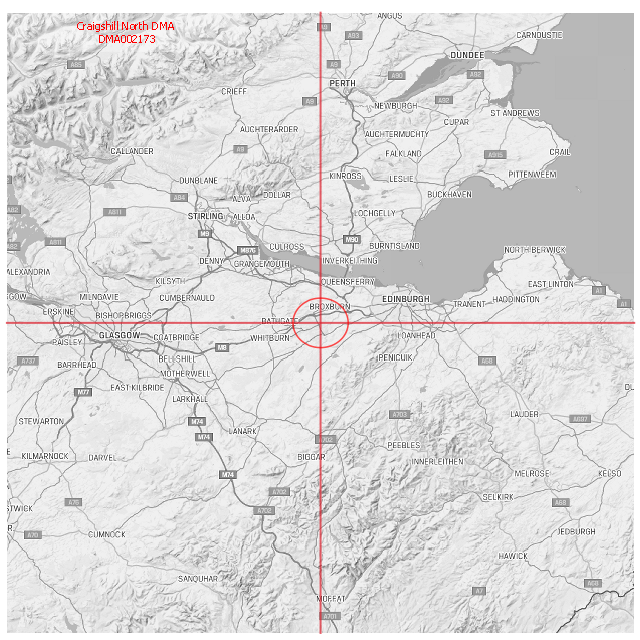 ANGUS
Craigshill North DMA
DMA002173
A9
A93
CARNOUSTIE
DUNDEE
A85
A9
A90
A92
PERTH
CRIEFF
A9
NEWBURGH
A92
ST ANDREWS
CUPAR
AUCHTERARDER
AUCHTERMUCHTY
CALLANDER
A9
FALKLAND
A915
CRAIL
KINROSS
LESLIE
PITTENWEEM
DUNBLANE
A84
ALVA
DOLLAR
BUCKHAVEN
A82
A811
STIRLING
ALLOA
LOCHGELLY
M9
M90
A811
A82
M876
CULROSS
BURNTISLAND
NORTH BERWICK
DENNY
GRANGEMOUTH
INVERKEITHING
ALEXANDRIA
KILSYTH
QUEENSFERRY
EAST LINTON
A1
GOW
MILNGAVIE
CUMBERNAULD
EDINBURGH
HADDINGTON
BROXBURN
TRANENT
A1
ERSKINE
BISHOPBRIGGS
BATHGATE
GLASGOW
COATBRIDGE
WHITBURN
LOANHEAD
PAISLEY
M8
A737
BARRHEAD
BELLSHILL
PENICUIK
A68
MOTHERWELL
EAST KILBRIDE
M77
LARKHALL
DU
A703
LAUDER
A697
STEWARTON
M74
M74
LANARK
A702
PEEBLES
KILMARNOCK
DARVEL
BIGGAR
INNERLEITHEN
M74
MELROSE
KELSO
A702
SELKIRK
A76
A68
STWICK
A702
R
A70
CUMNOCK
JEDBURGH
HAWICK
SANQUHAR
A68
A7
MOFFAT
A701